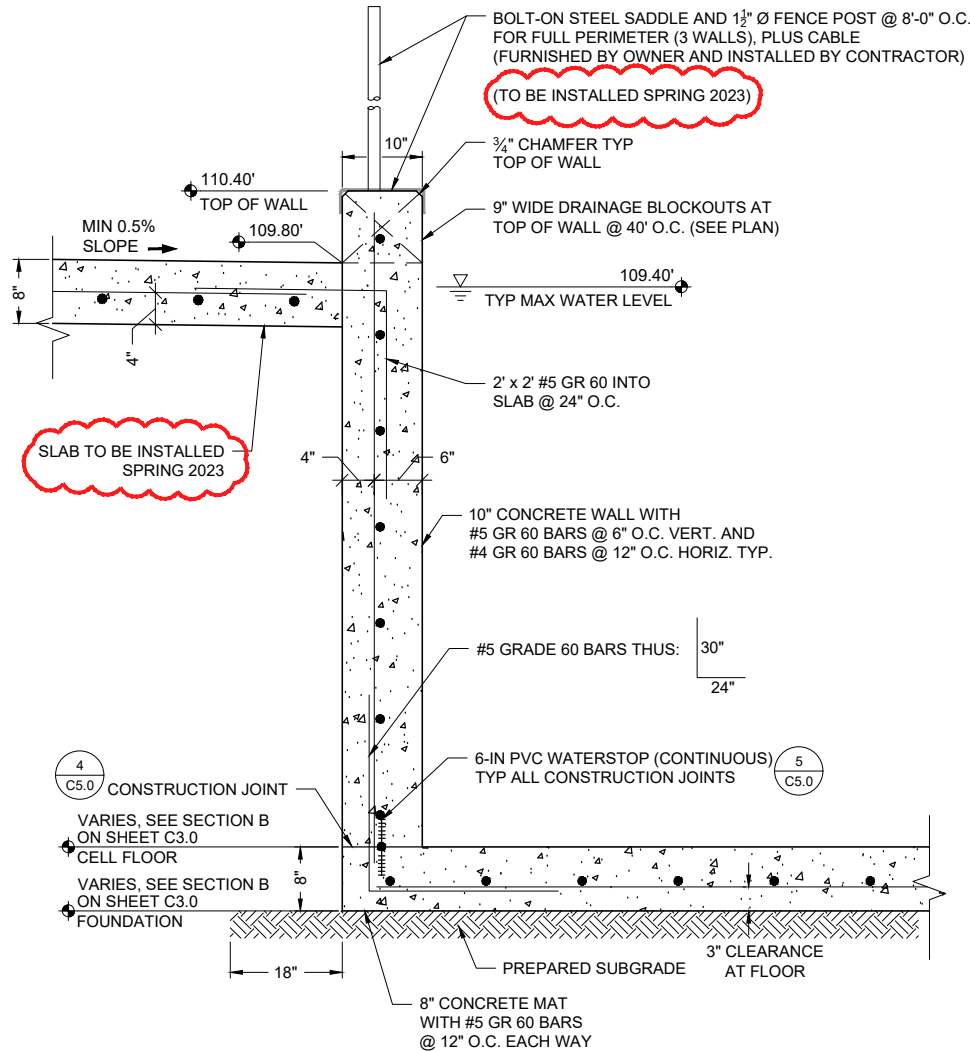 BOLT-ON STEEL SADDLE AND 1½" Ø FENCE POST @ 8'-0" O.C.
FOR FULL PERIMETER (3 WALLS), PLUS CABLE
(FURNISHED BY OWNER AND INSTALLED BY CONTRACTOR)
(TO BE INSTALLED SPRING 2023)
10"
¾" CHAMFER TYP
TOP OF WALL
110.40'
TOP OF WALL
9" WIDE DRAINAGE BLOCKOUTS AT
TOP OF WALL @ 40' O.C. (SEE PLAN)
MIN 0.5%
SLOPE
109.80'
109.40'
TYP MAX WATER LEVEL
8"
4"
2' x 2' #5 GR 60 INTO
SLAB @ 24" O.C.
SLAB TO BE INSTALLED
SPRING 2023
4"
6"
10" CONCRETE WALL WITH
#5 GR 60 BARS @ 6" O.C. VERT. AND
#4 GR 60 BARS @ 12" O.C. HORIZ. TYP.
#5 GRADE 60 BARS THUS:
30"
24"
4
C5.0
CONSTRUCTION JOINT
6-IN PVC WATERSTOP (CONTINUOUS)
TYP ALL CONSTRUCTION JOINTS
5
C5.0
VARIES, SEE SECTION B
ON SHEET C3.0
CELL FLOOR
8"
VARIES, SEE SECTION B
ON SHEET C3.0
FOUNDATION
18"
PREPARED SUBGRADE
3" CLEARANCE
AT FLOOR
8" CONCRETE MAT
WITH #5 GR 60 BARS
@ 12" O.C. EACH WAY